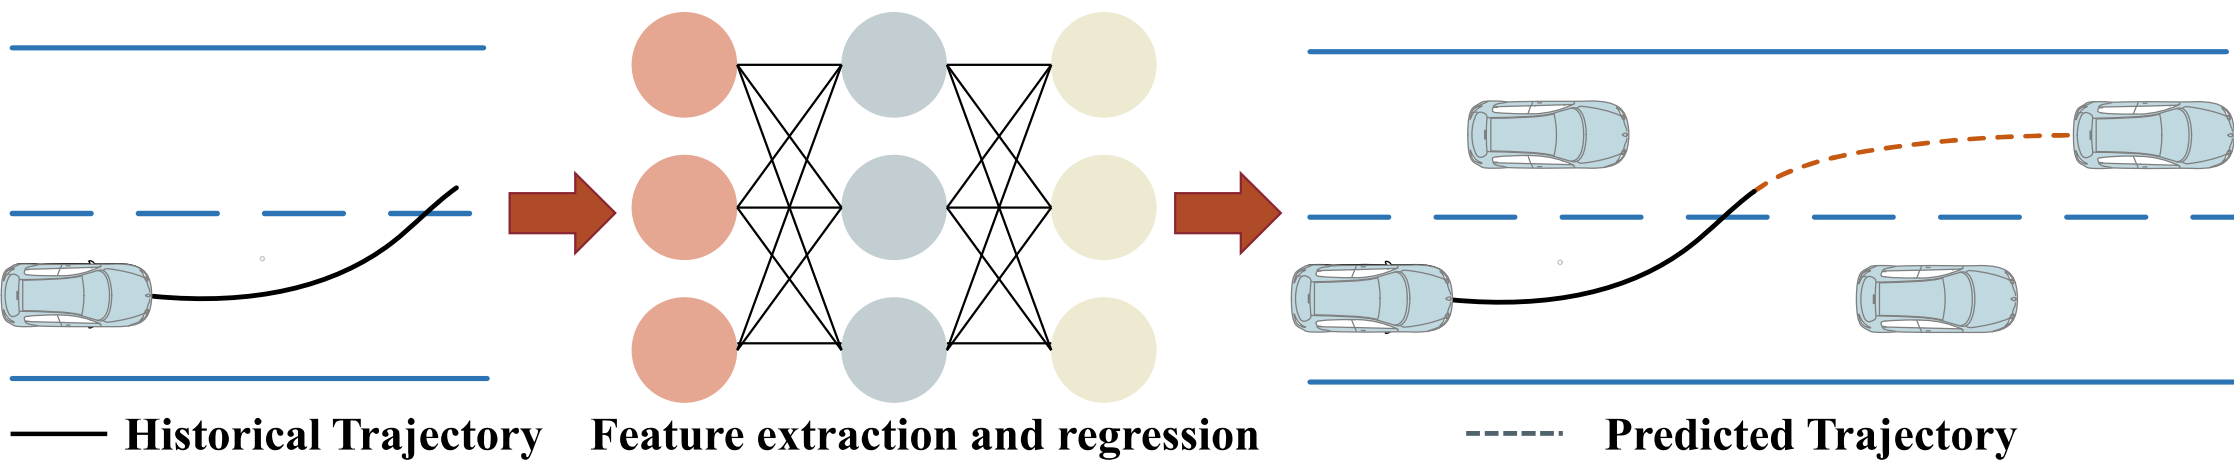 Historical Trajectory
Feature extraction and regression
Predicted Trajectory